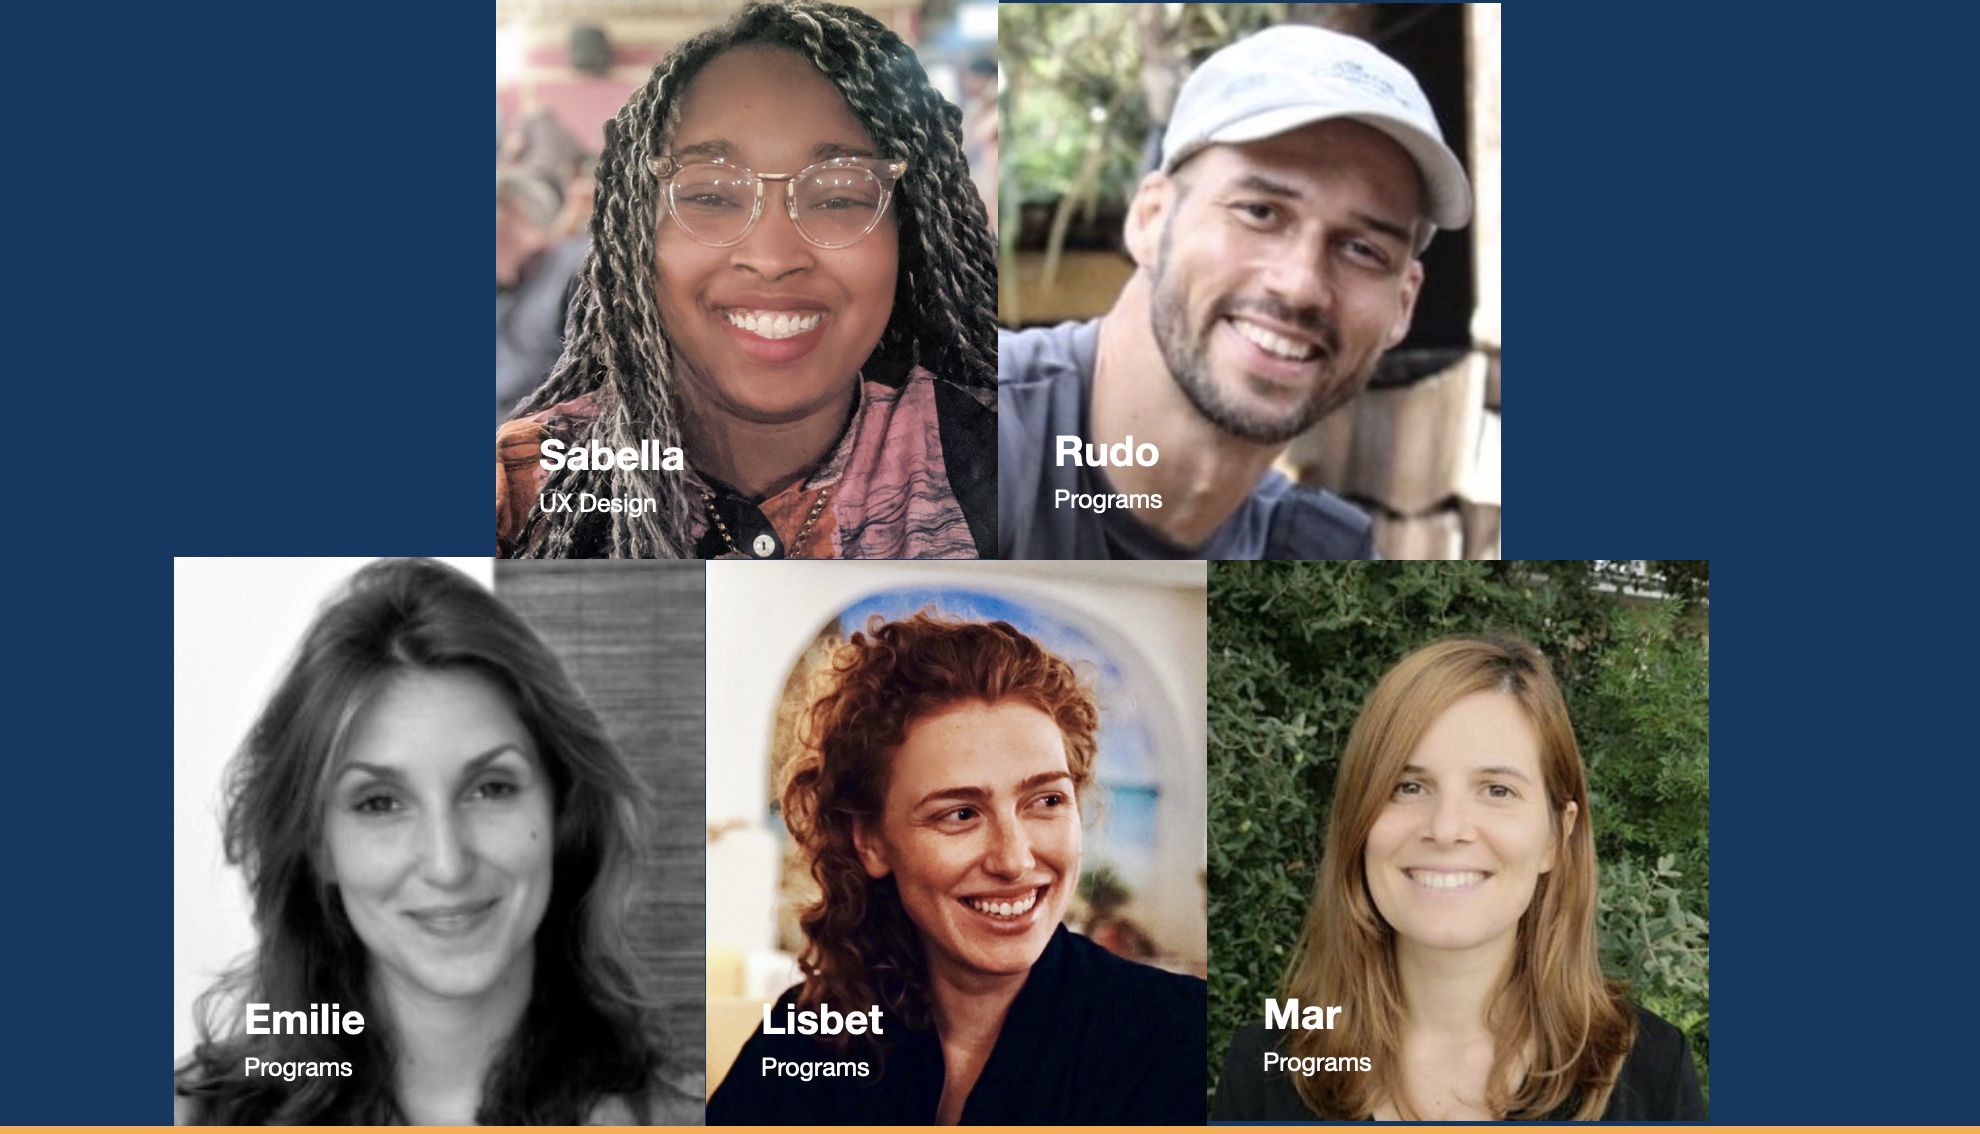 Sabella
UX Design
Rudo
Programs
Emilie
Programs
Lisbet
Programs
Mar
Programs